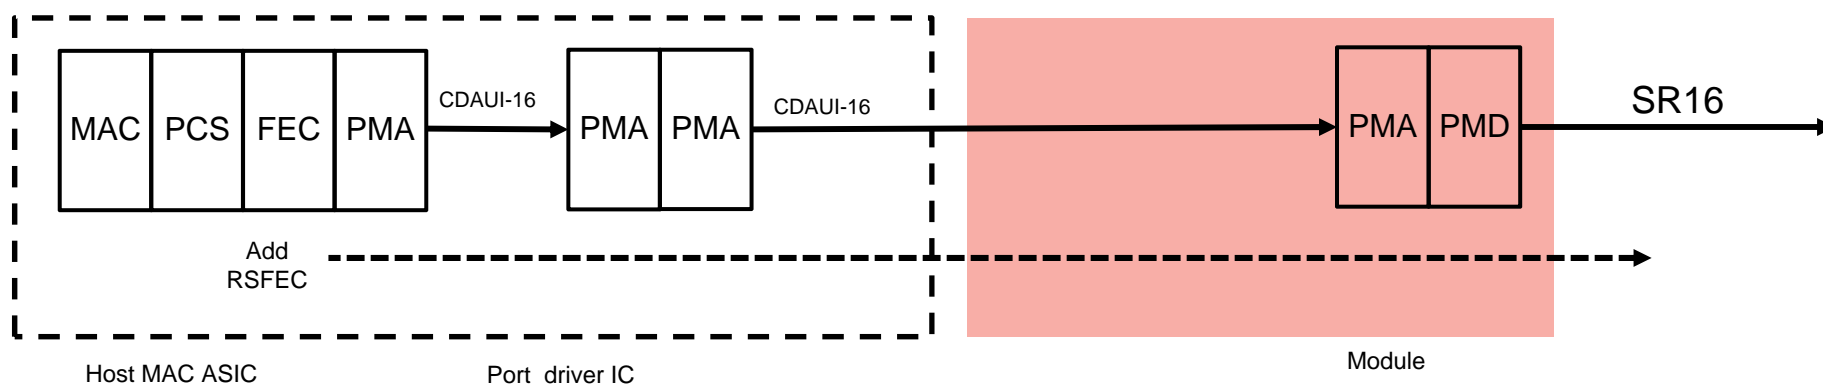 MAC PCS FEC PMA
CDAUI-16
PMA PMA
CDAUI-16
PMA PMD
SR16
Add
RSFEC
Host MAC ASIC
Port driver IC
Module